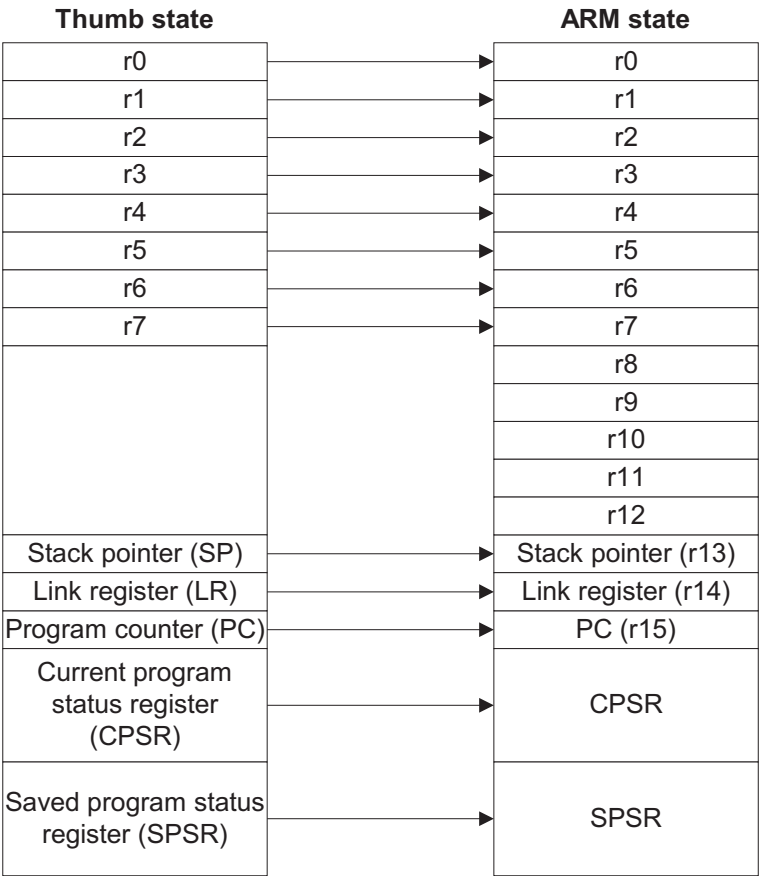 Thumb state
ARM state
r0
r0
r1
r1
r2
r2
r3
r3
r4
r4
r5
r5
r6
r6
r7
r7
r8
r9
r10
r11
r12
Stack pointer (SP)
Stack pointer (r13)
Link register (LR)
Link register (r14)
Program counter (PC)
PC (r15)
Current program
status register
(CPSR)
CPSR
Saved program status
register (SPSR)
SPSR